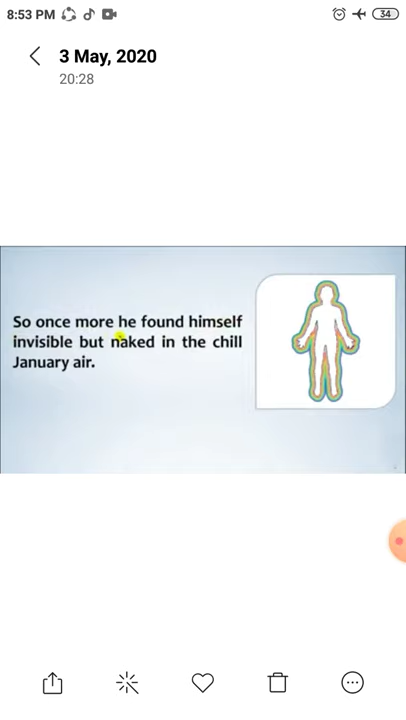 8:53 PM
34
3 May, 2020
20:28
So once more he found himself
invisible but naked in the chill
January air.